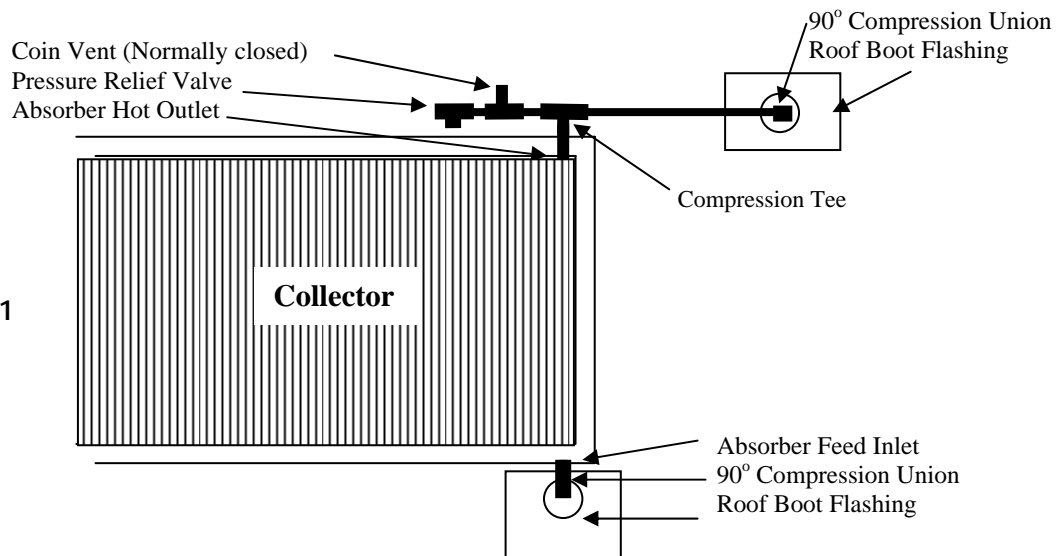 90° Compression Union
Roof Boot Flashing
Coin Vent (Normally closed)
Pressure Relief Valve
Absorber Hot Outlet
Compression Tee
Collector
1
Absorber Feed Inlet
90° Compression Union
Roof Boot Flashing